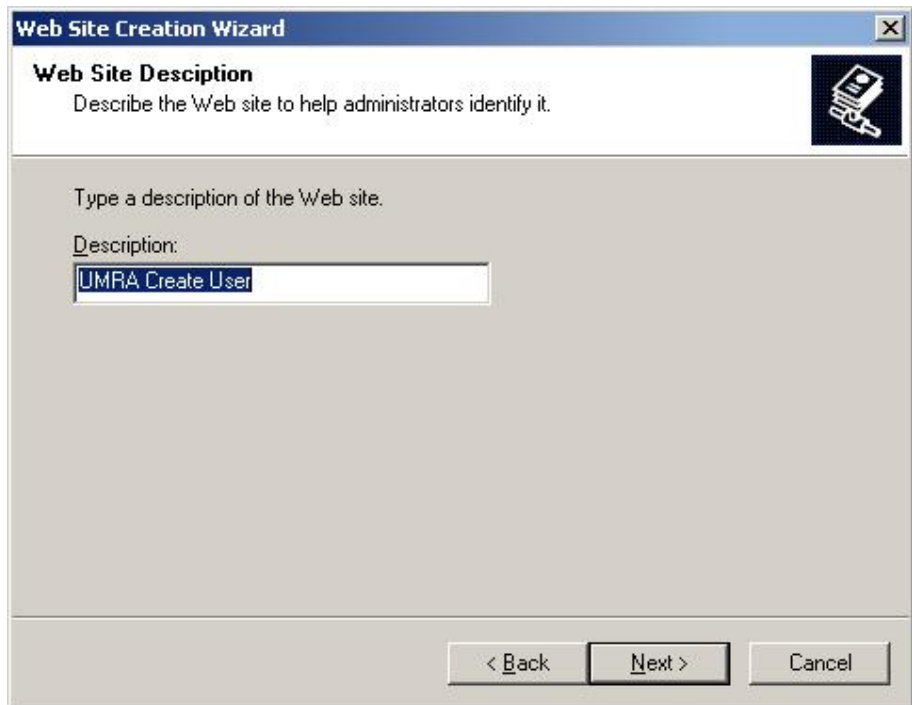 Web Site Creation Wizard
Web Site Desciption
Describe the Web site to help administrators identify it.
Type a description of the Web site.
Description:
UMRA Create User
< Back Next > Cancel